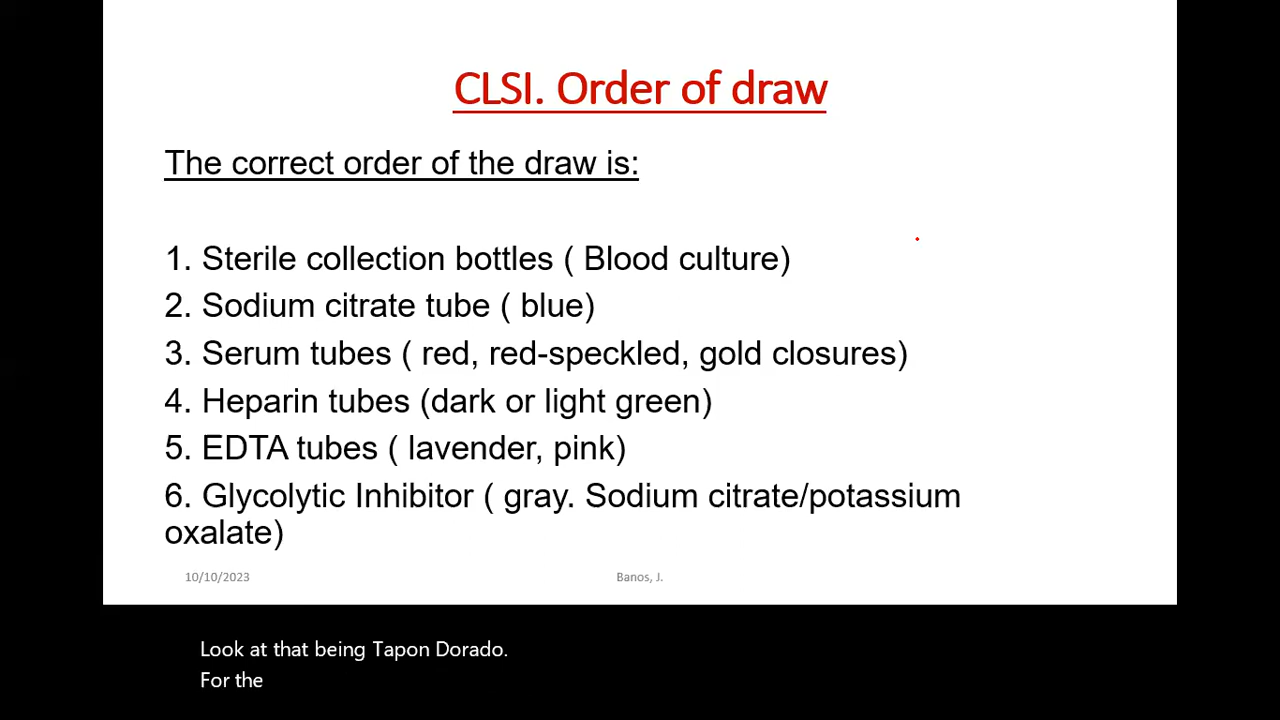 CLSI. Order of draw
The correct order of the draw is:
1. Sterile collection bottles ( Blood culture)
2. Sodium citrate tube ( blue)
3. Serum tubes ( red, red-speckled, gold closures)
4. Heparin tubes (dark or light green)
5. EDTA tubes ( lavender, pink)
6. Glycolytic Inhibitor ( gray. Sodium citrate/potassium
oxalate)
10/10/2023
Banos, J.
Look at that being Tapon Dorado.
For the